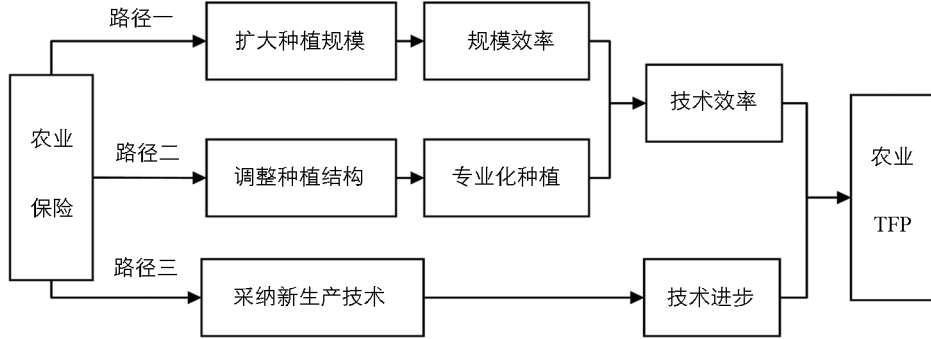 路径一
扩大种植规模
规模效率
技术效率
农业
保险
路径二
调整种植结构
专业化种植
农业
TFP
路径三
采纳新生产技术
技术进步